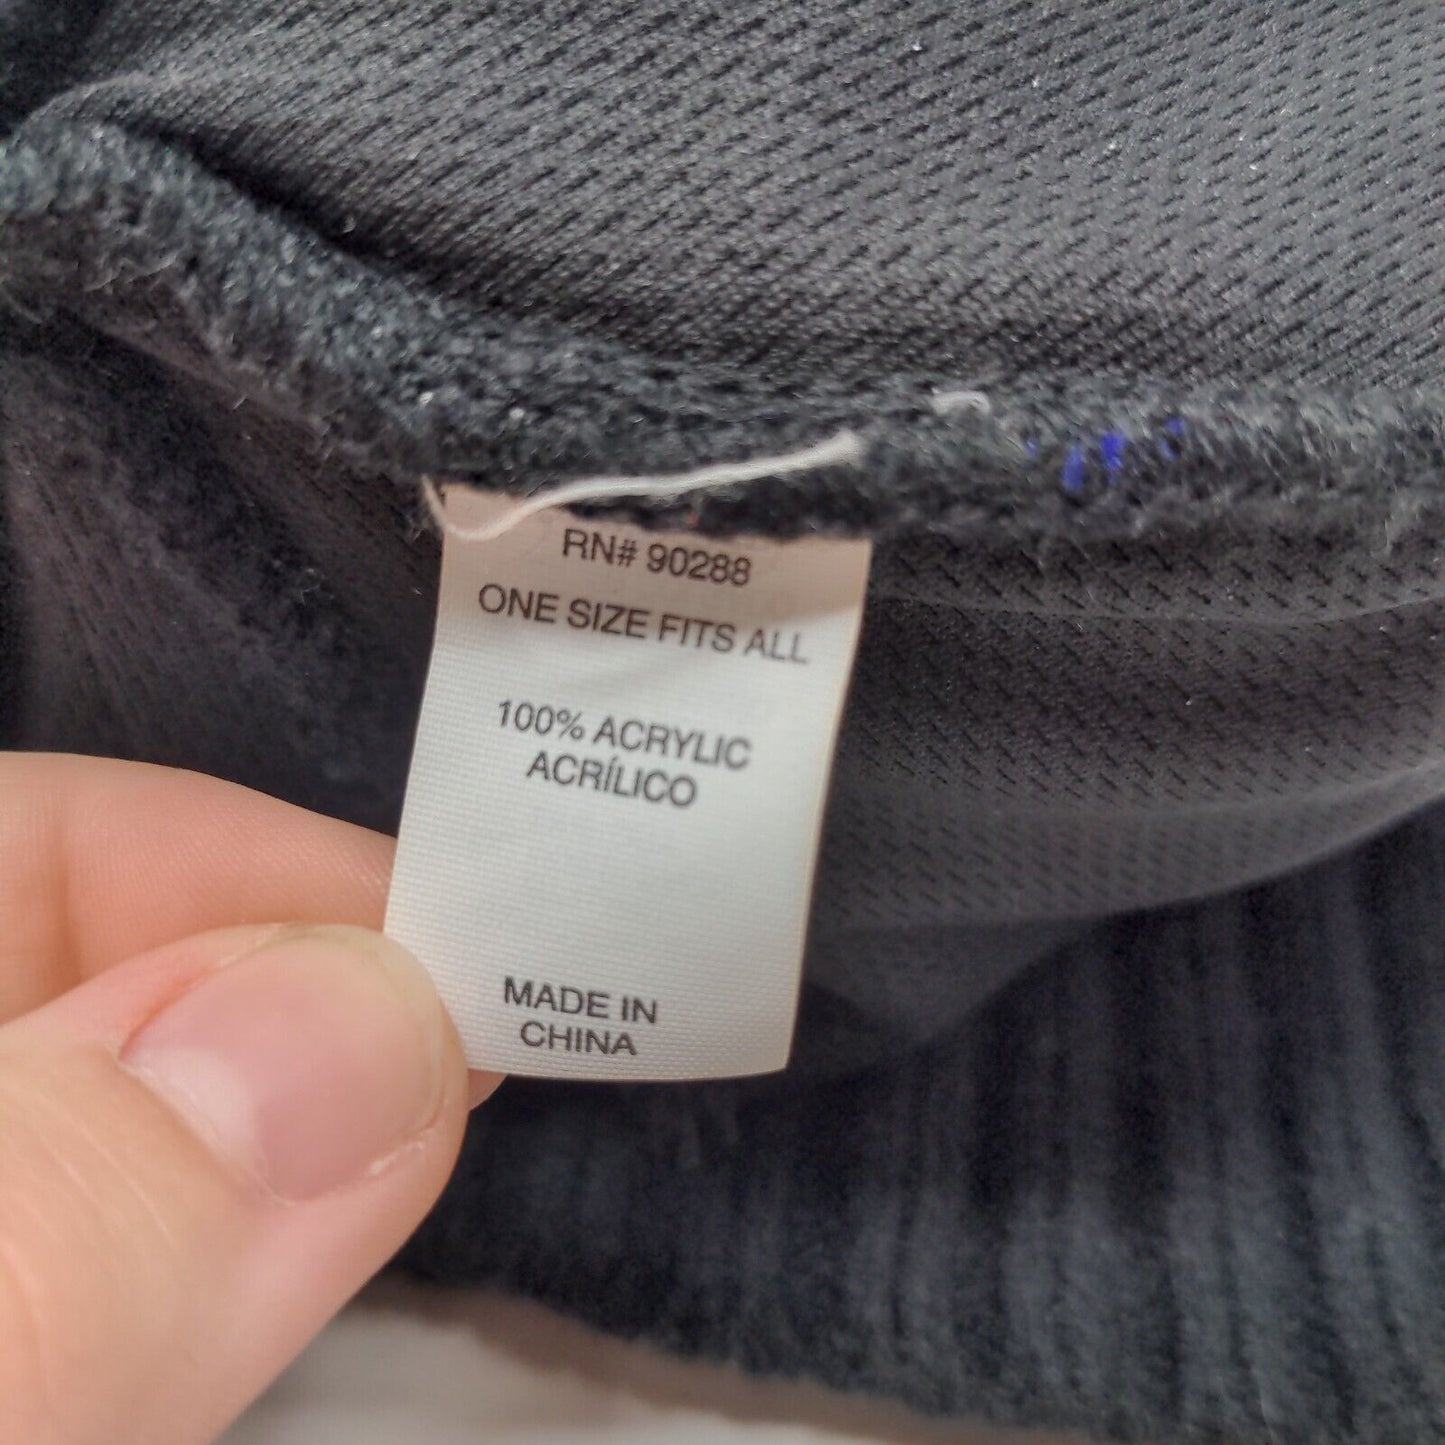 RN# 90288
ONE SIZE FITS ALL
100% ACRYLIC
ACRÍLICO
MADE IN
CHINA